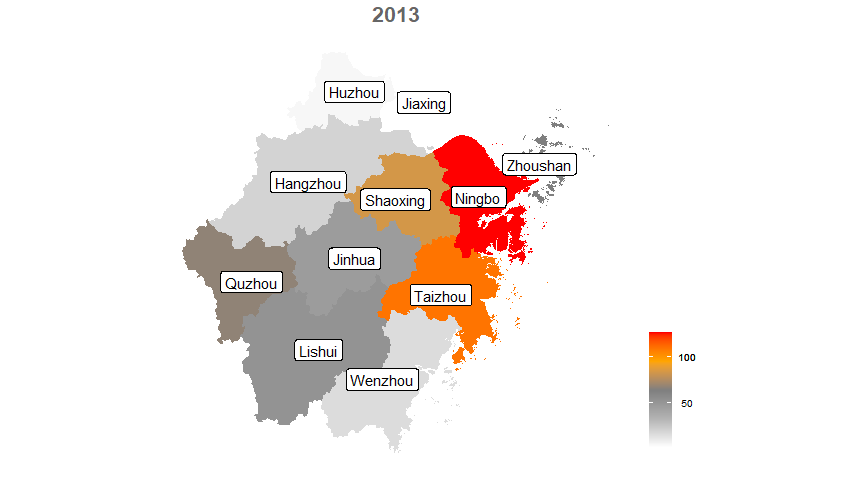 2013
Huzhou
Jiaxing
Zhoushan
Hangzhou
Shaoxing
Ningbo
Jinhua
Quzhou
Taizhou
Lishui
Wenzhou
100
50